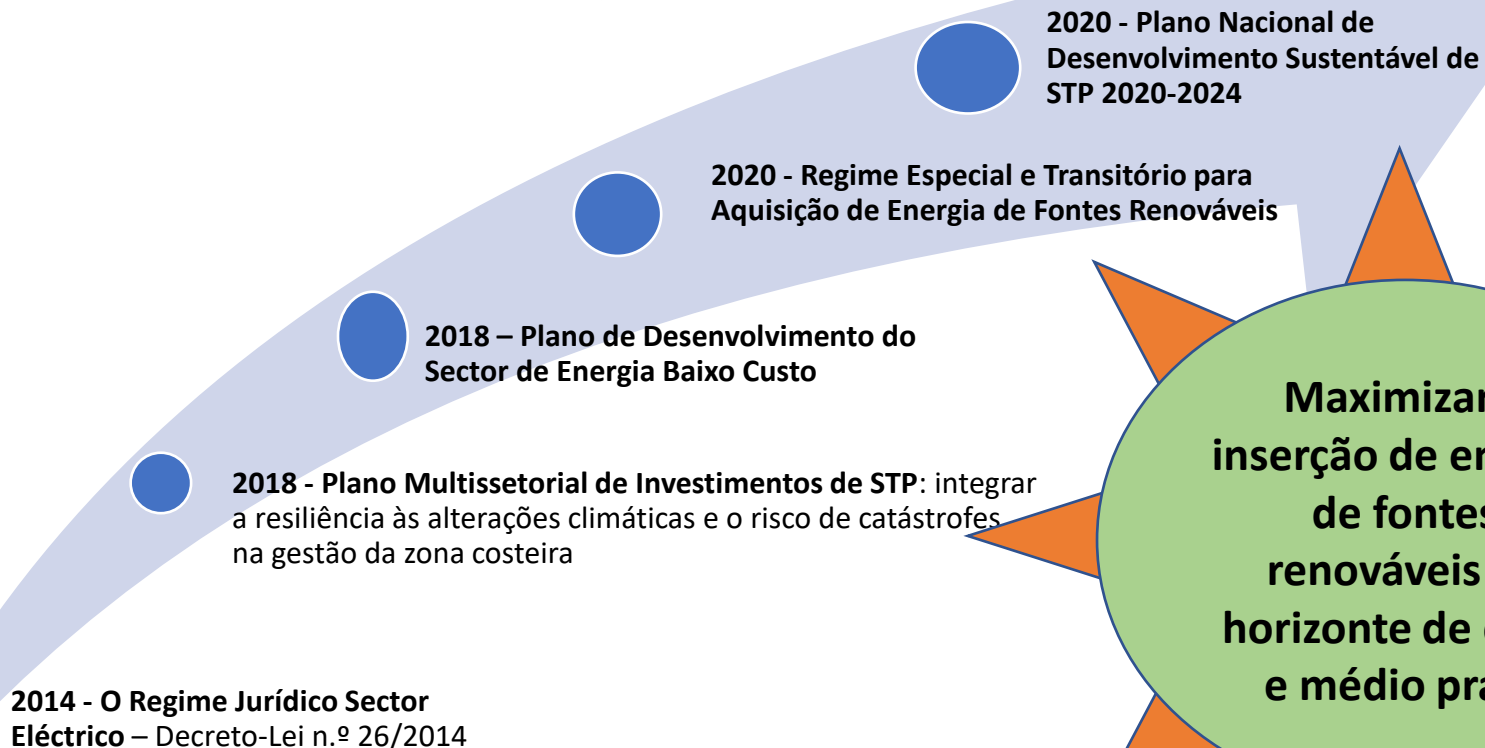 2020 - Plano Nacional de
Desenvolvimento Sustentável de
STP 2020-2024
2020 - Regime Especial e Transitório para
Aquisição de Energia de Fontes Renováveis
2018 – Plano de Desenvolvimento do
Sector de Energia Baixo Custo
2018 - Plano Multissetorial de Investimentos de STP: integrar
a resiliência às alterações climáticas e o risco de catástrofes
na gestão da zona costeira
2014 - O Regime Jurídico Sector
Eléctrico – Decreto-Lei n.º 26/2014
Maximizar
inserção de
de fontes
renováveis
horizonte de
e médio